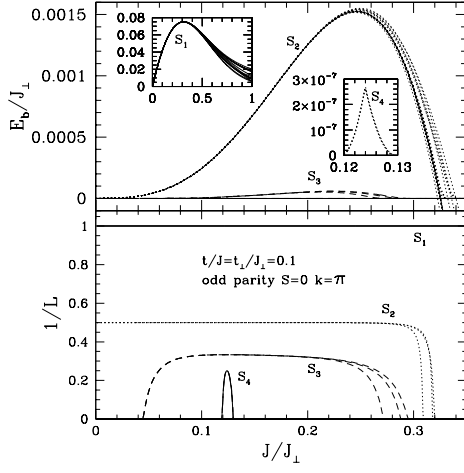 0.0015
0.001
0.0005
0
E_b/J_⊥
0.08
0.06
0.04
0.02
0
S_1
0
0.5
1
S_2
3×10^-7
2×10^-7
10^-7
0
S_4
0.12
0.13
S_3
1
0.8
0.6
0.4
0.2
0
1/L
S_1
t/J=t_⊥/J_⊥=0.1
odd parity S=0 k=π
S_2
S_4
S_3
0
0.1
0.2
0.3
J/J_⊥